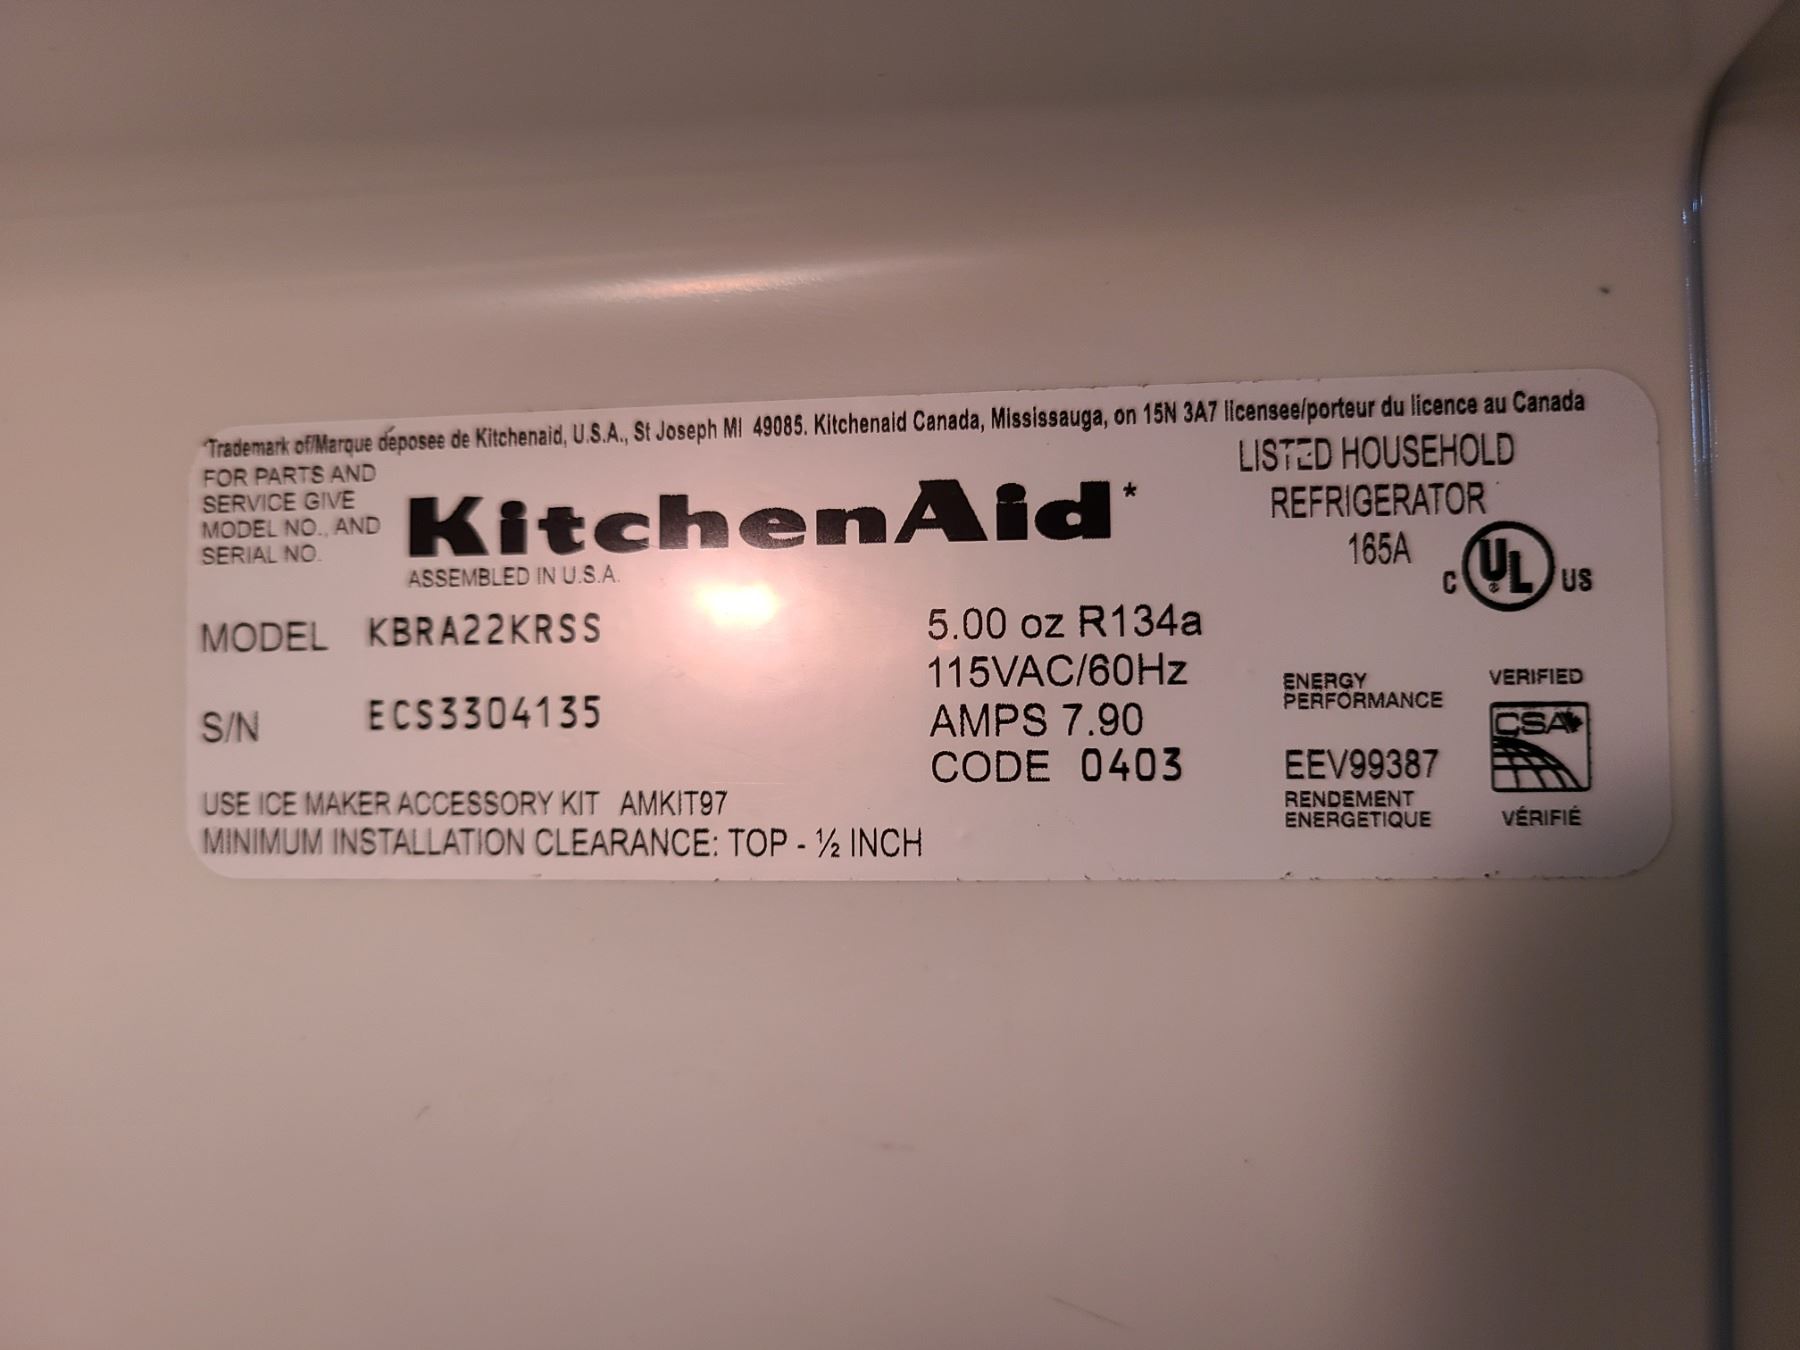 *Trademark of/Marque déposee de Kitchenaid, U.S.A., St Joseph MI 49085. Kitchenaid Canada, Mississauga, on 15N 3A7 licensee/porteur du licence au Canada
FOR PARTS AND
SERVICE GIVE
MODEL NO., AND
SERIAL NO.
KitchenAid*
ASSEMBLED IN U.S.A.
LISTED HOUSEHOLD
REFRIGERATOR
165A
C UL US
MODEL KBRA22KRSS
S/N ECS3304135
5.00 oz R134a
115VAC/60Hz
AMPS 7.90
CODE 0403
ENERGY
PERFORMANCE
EEV99387
RENDEMENT
ENERGETIQUE
VERIFIED
CSA
VÉRIFIÉ
USE ICE MAKER ACCESSORY KIT AMKIT97
MINIMUM INSTALLATION CLEARANCE: TOP - ½ INCH